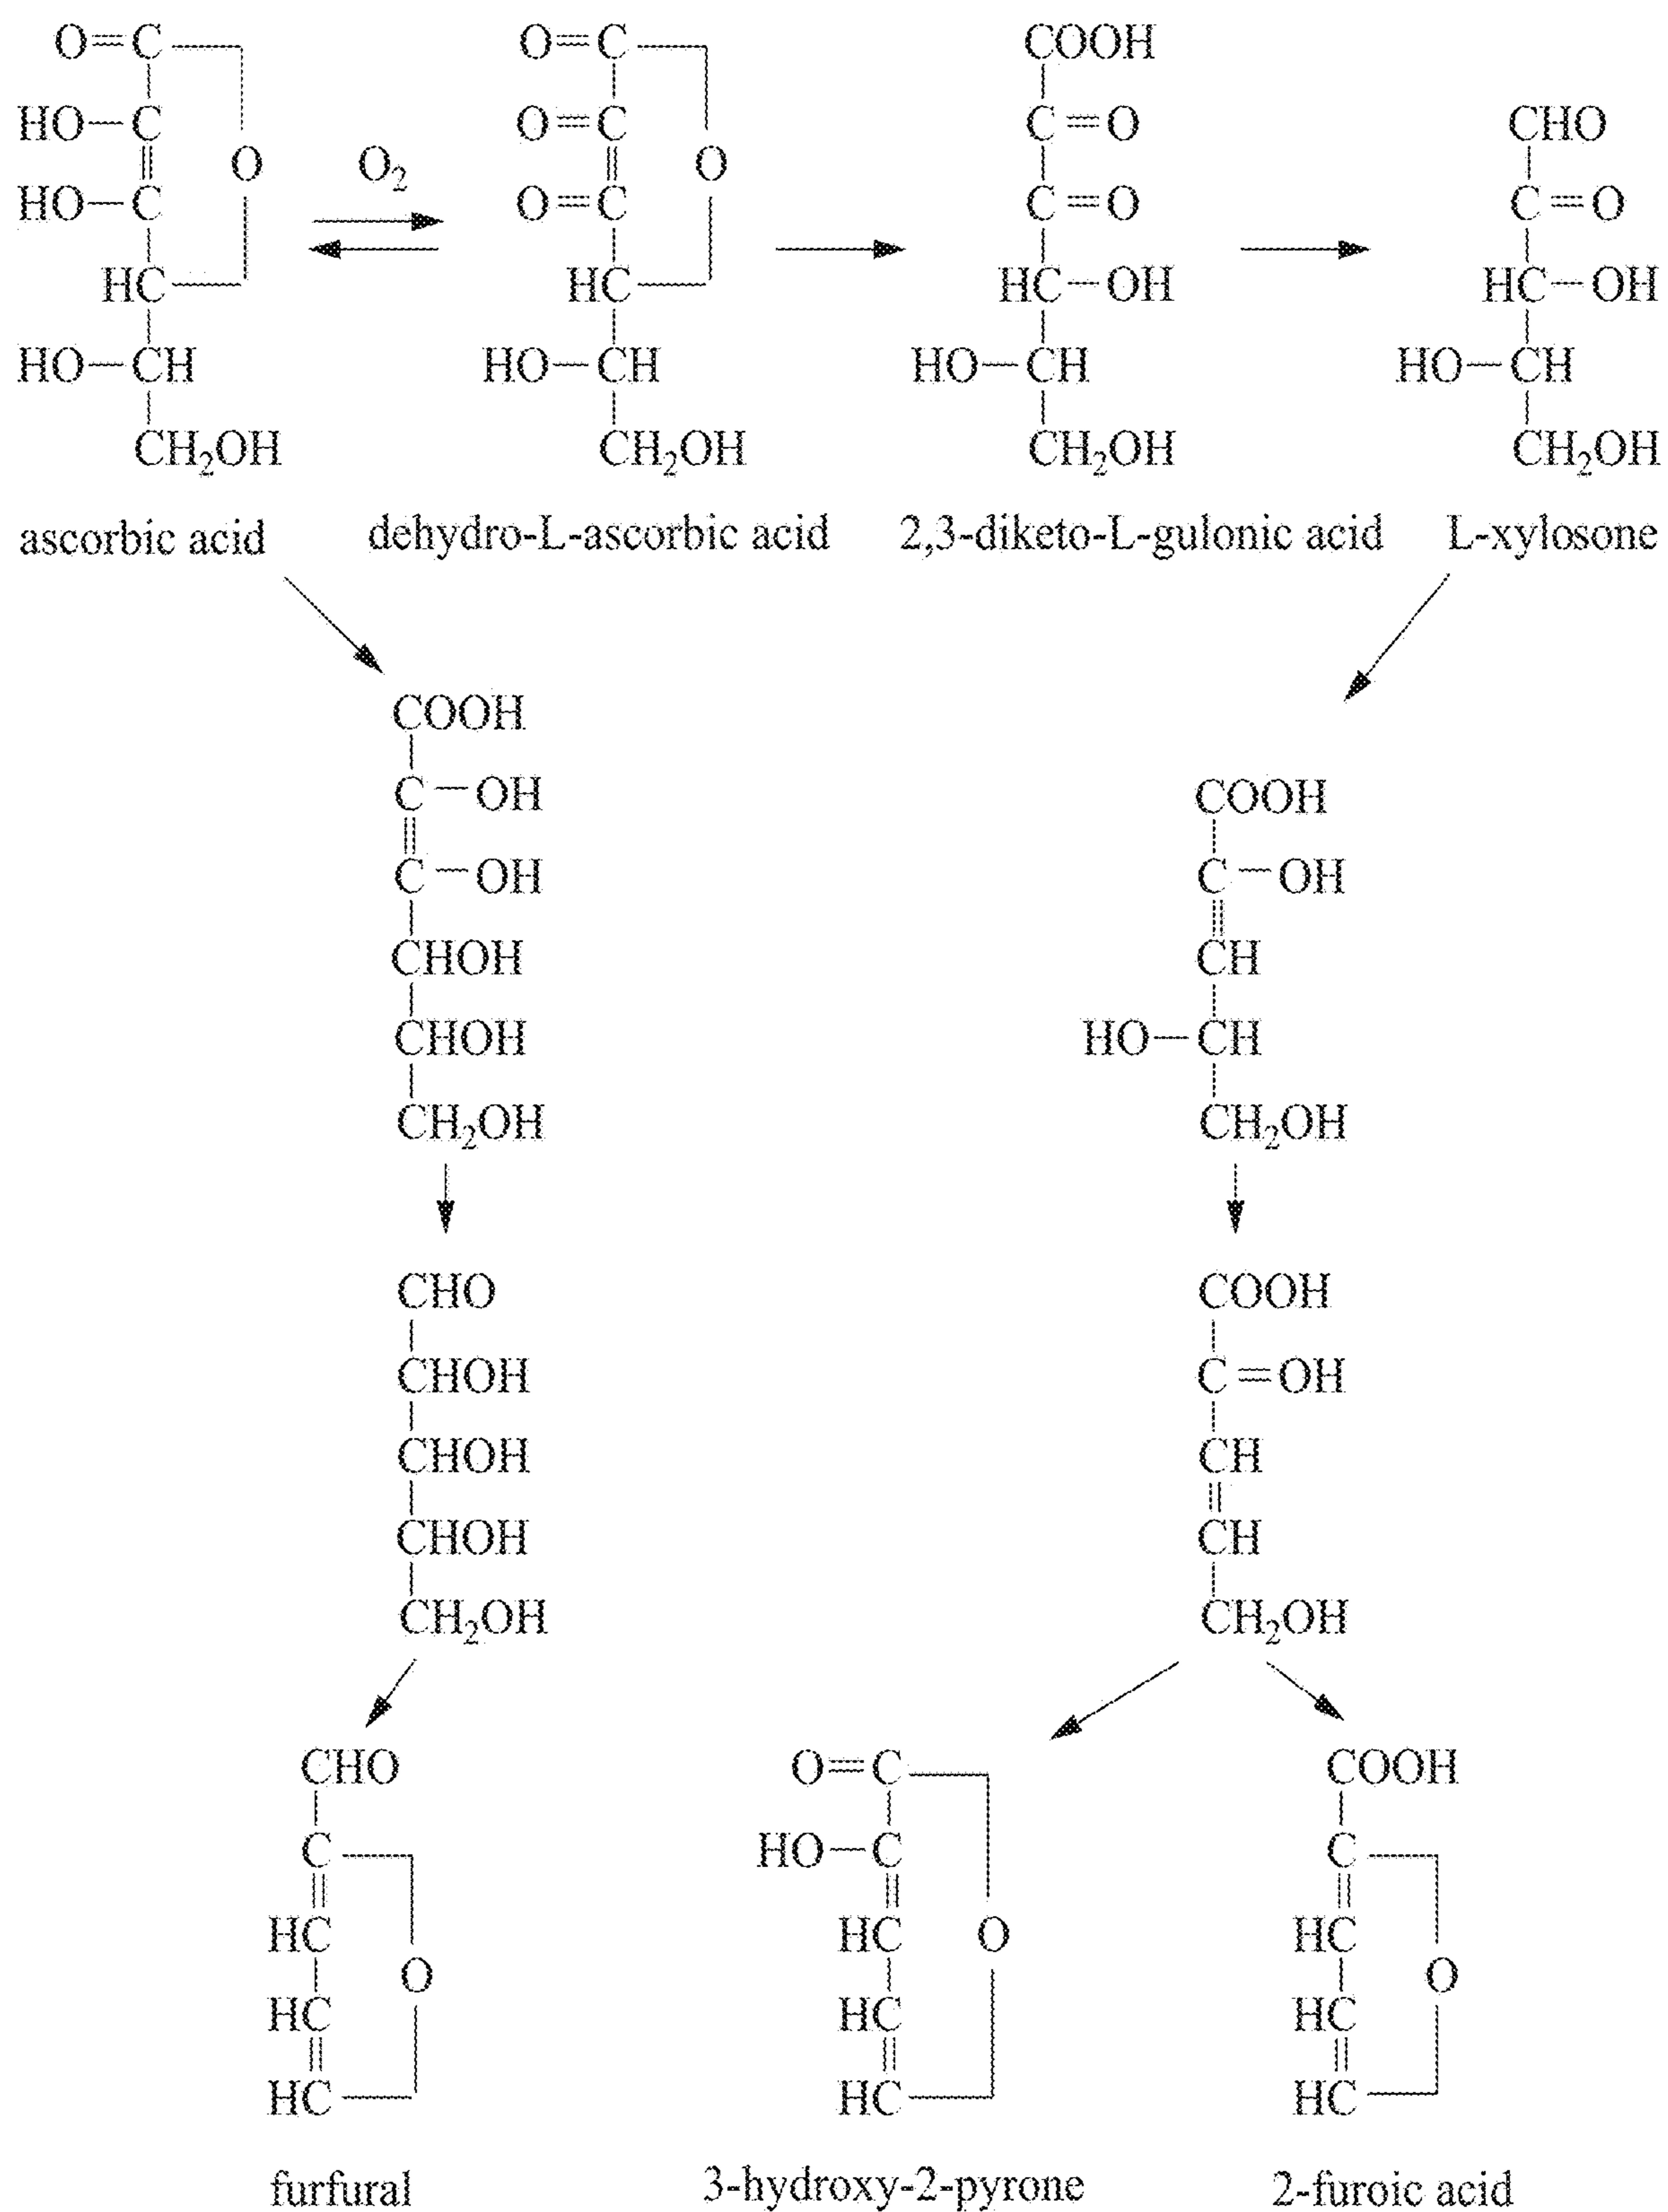 O=C O=C COOH
HO—C O=C C=O CHO
O O₂ O
HO—C O=C C=O C=O
HC HC HC—OH HC—OH
HO—CH HO—CH HO—CH HO—CH
CH₂OH CH₂OH CH₂OH CH₂OH
ascorbic acid dehydro-L-ascorbic acid 2,3-diketo-L-gulonic acid L-xylosone
COOH
C—OH COOH
C—OH C—OH
CHOH CH
CHOH HO—CH
CH₂OH CH₂OH
CHO COOH
CHOH C=OH
CHOH CH
CHOH CH
CH₂OH CH₂OH
CHO O=C COOH
C HO—C C
HC HC O HC
O O
HC HC HC
HC HC HC
furfural 3-hydroxy-2-pyrone 2-furoic acid